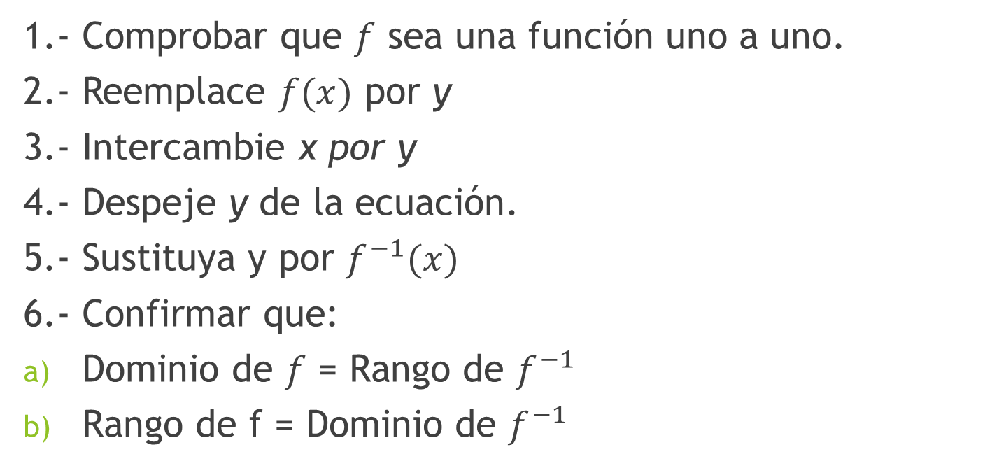 1.- Comprobar que 𝑓 sea una función uno a uno.
2.- Reemplace 𝑓(𝑥) por y
3.- Intercambie x por y
4.- Despeje y de la ecuación.
5.- Sustituya y por 𝑓⁻¹(𝑥)
6.- Confirmar que:
a) Dominio de 𝑓 = Rango de 𝑓⁻¹
b) Rango de f = Dominio de 𝑓⁻¹